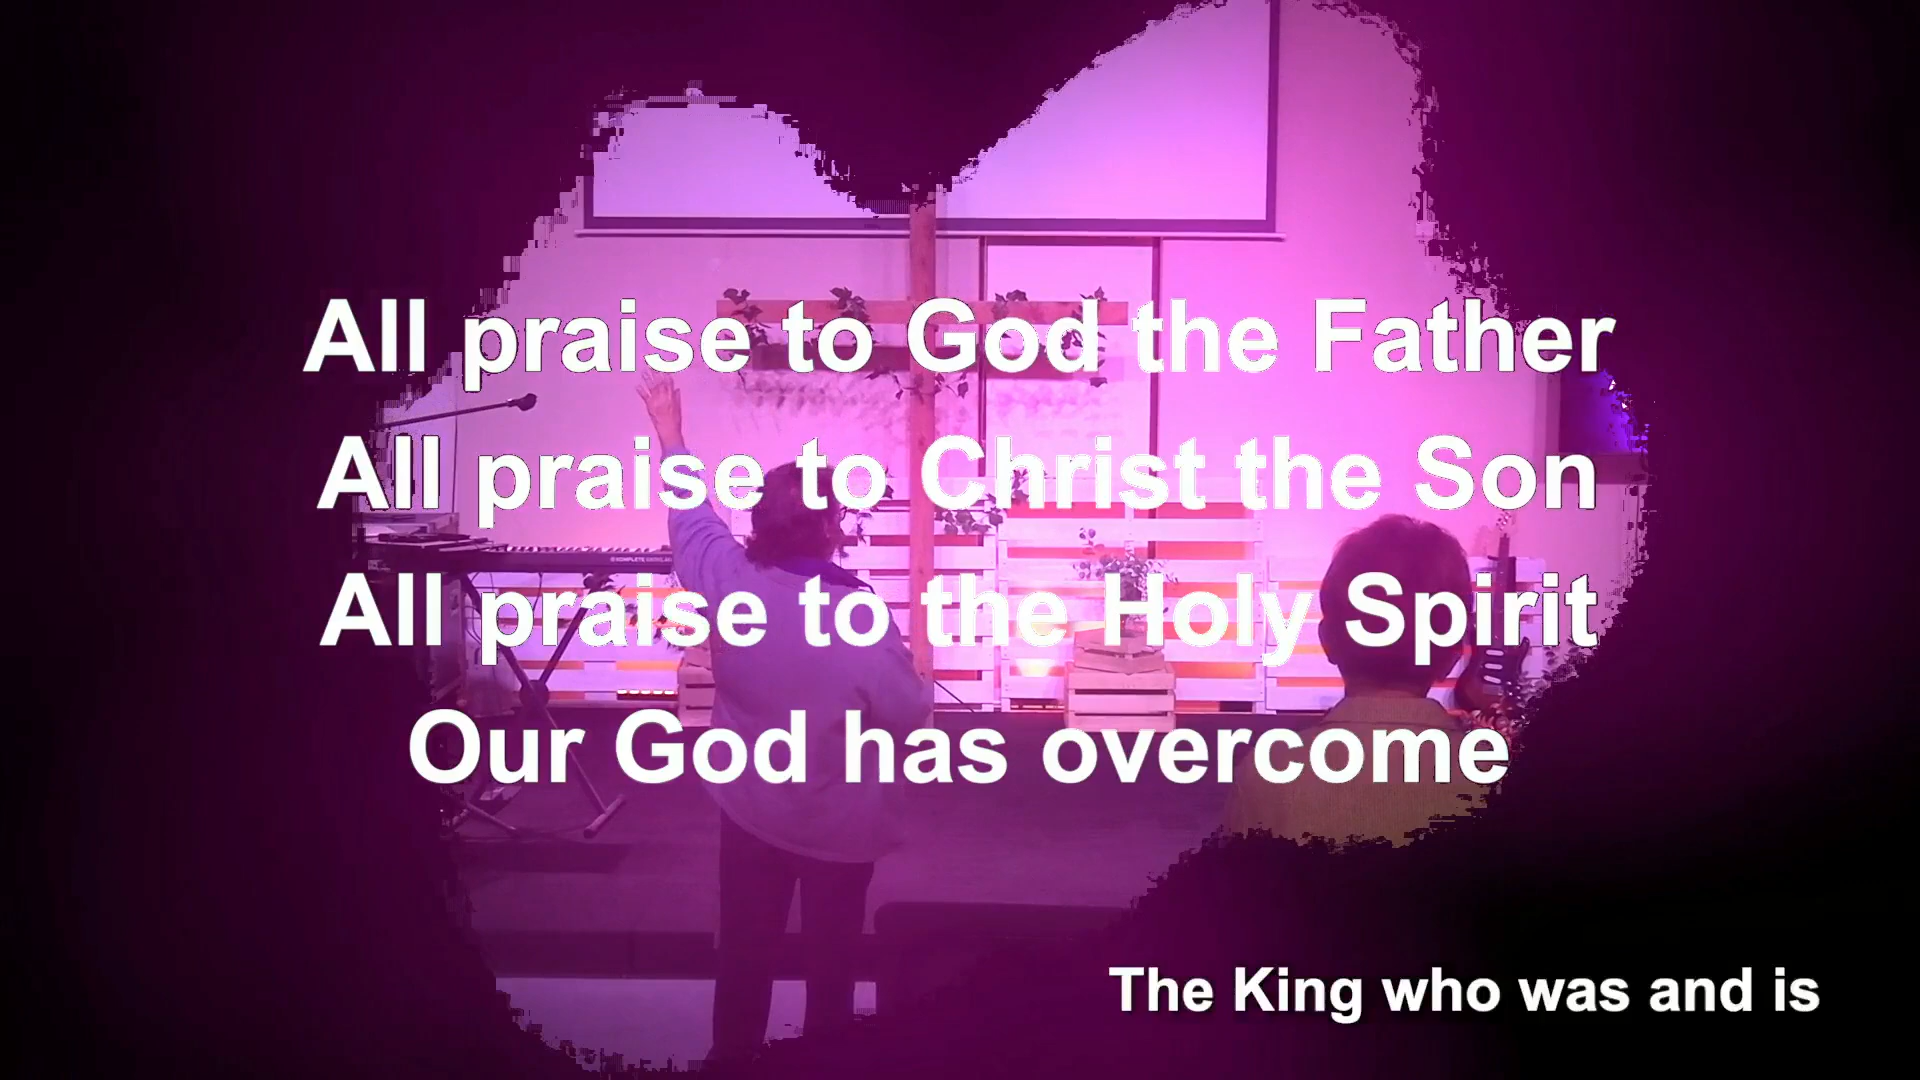 All praise to God the Father
All praise to Christ the Son
All praise to the Holy Spirit
Our God has overcome
The King who was and is